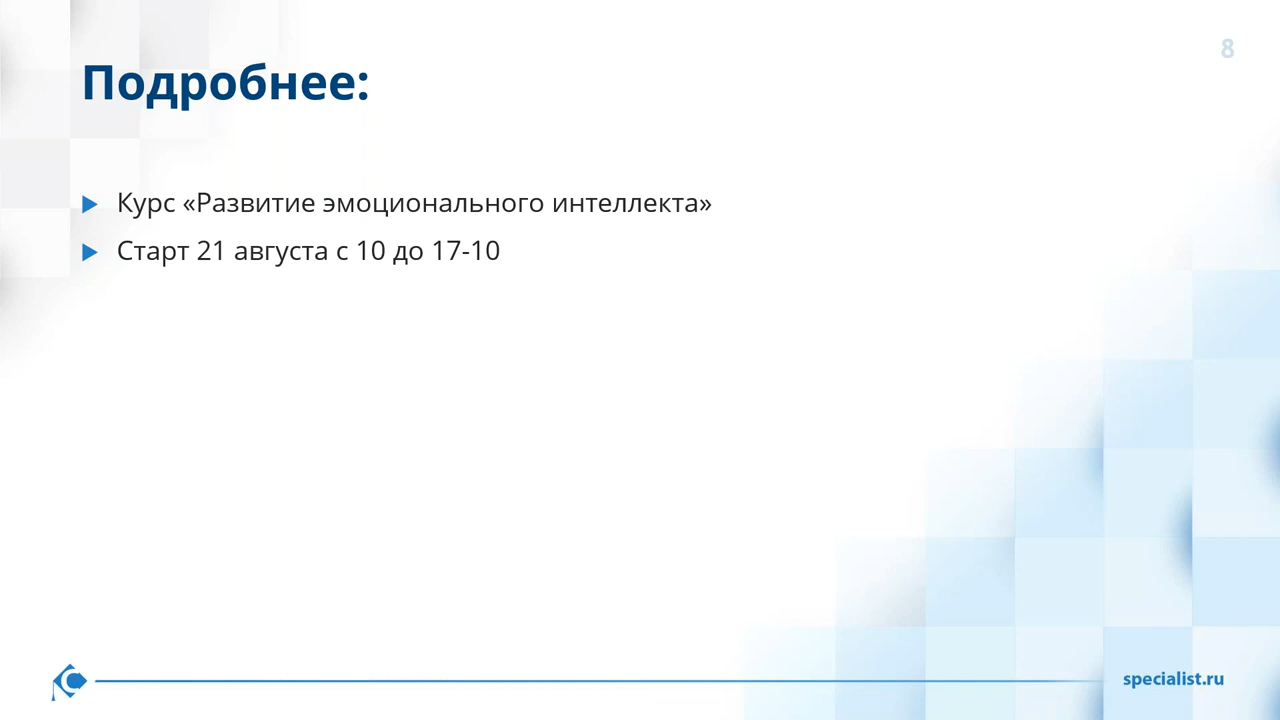 8
Подробнее:
Курс «Развитие эмоционального интеллекта»
Старт 21 августа с 10 до 17-10
specialist.ru